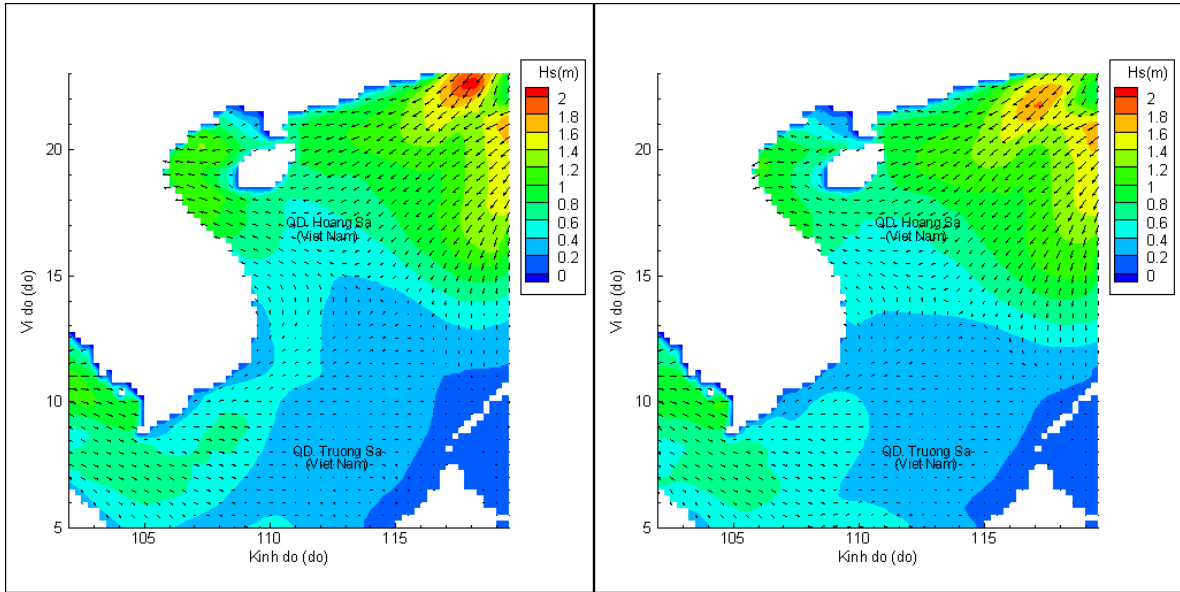 Hs(m)
2
1.8
1.6
1.4
1.2
1
0.8
0.6
0.4
0.2
0
20
15
10
5
Vi do (do)
QD. Hoang Sa
(Viet Nam)
QD. Truong Sa
(Viet Nam)
105
110
115
Kinh do (do)
Hs(m)
2
1.8
1.6
1.4
1.2
1
0.8
0.6
0.4
0.2
0
20
15
10
5
Vi do (do)
QD. Hoang Sa
(Viet Nam)
QD. Truong Sa
(Viet Nam)
105
110
115
Kinh do (do)